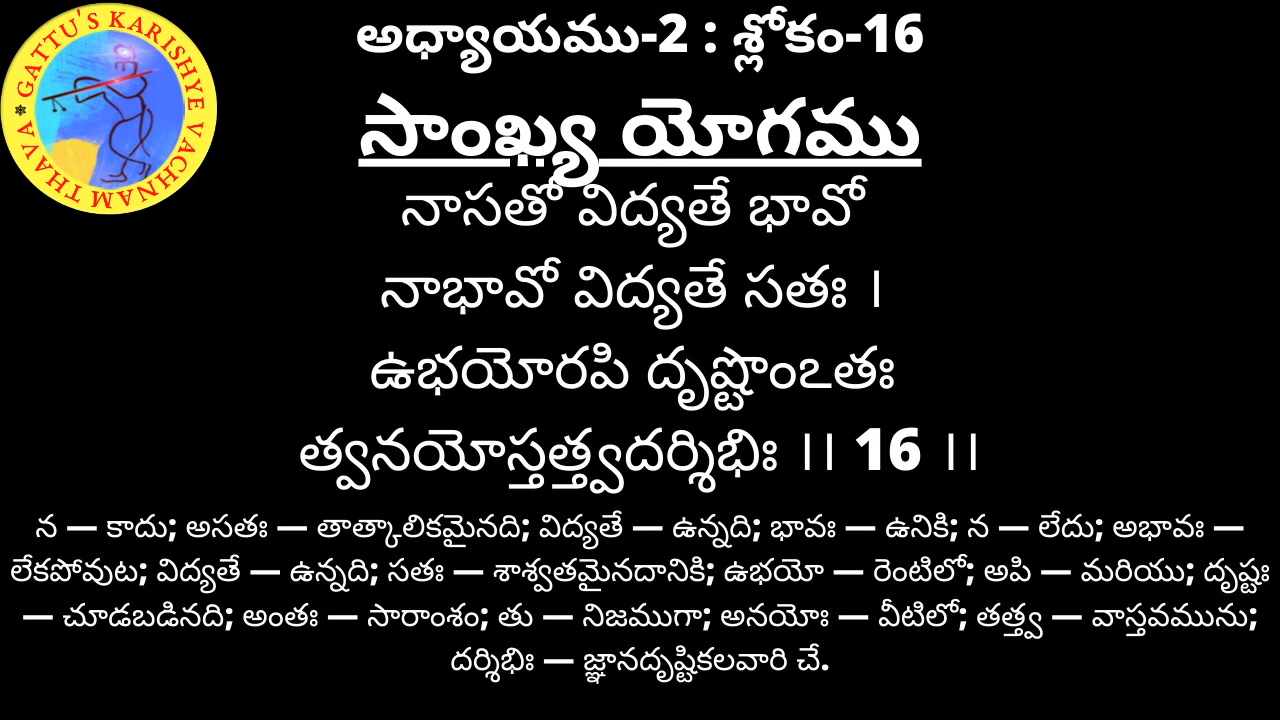 GATTU'S KARISHYE VACHNAM THAVA
అధ్యాయము-2 : శ్లోకం-16
సాంఖ్య యోగము
నాసతో విద్యతే భావో
నాభావో విద్యతే సతః ।
ఉభయోరపి దృష్టొంఽతః
త్వనయోస్తత్త్వదర్శిభిః ।। 16 ।।
న — కాదు; అసతః — తాత్కాలికమైనది; విద్యతే — ఉన్నది; భావః — ఉనికి; న — లేదు; అభావః —
లేకపోవుట; విద్యతే — ఉన్నది; సతః — శాశ్వతమైనదానికి; ఉభయో — రెంటిలో; అపి — మరియు; దృష్టః
— చూడబడినది; అంతః — సారాంశం; తు — నిజముగా; అనయోః — వీటిలో; తత్త్వ — వాస్తవమును;
దర్శిభిః — జ్ఞానదృష్టికలవారి చే.